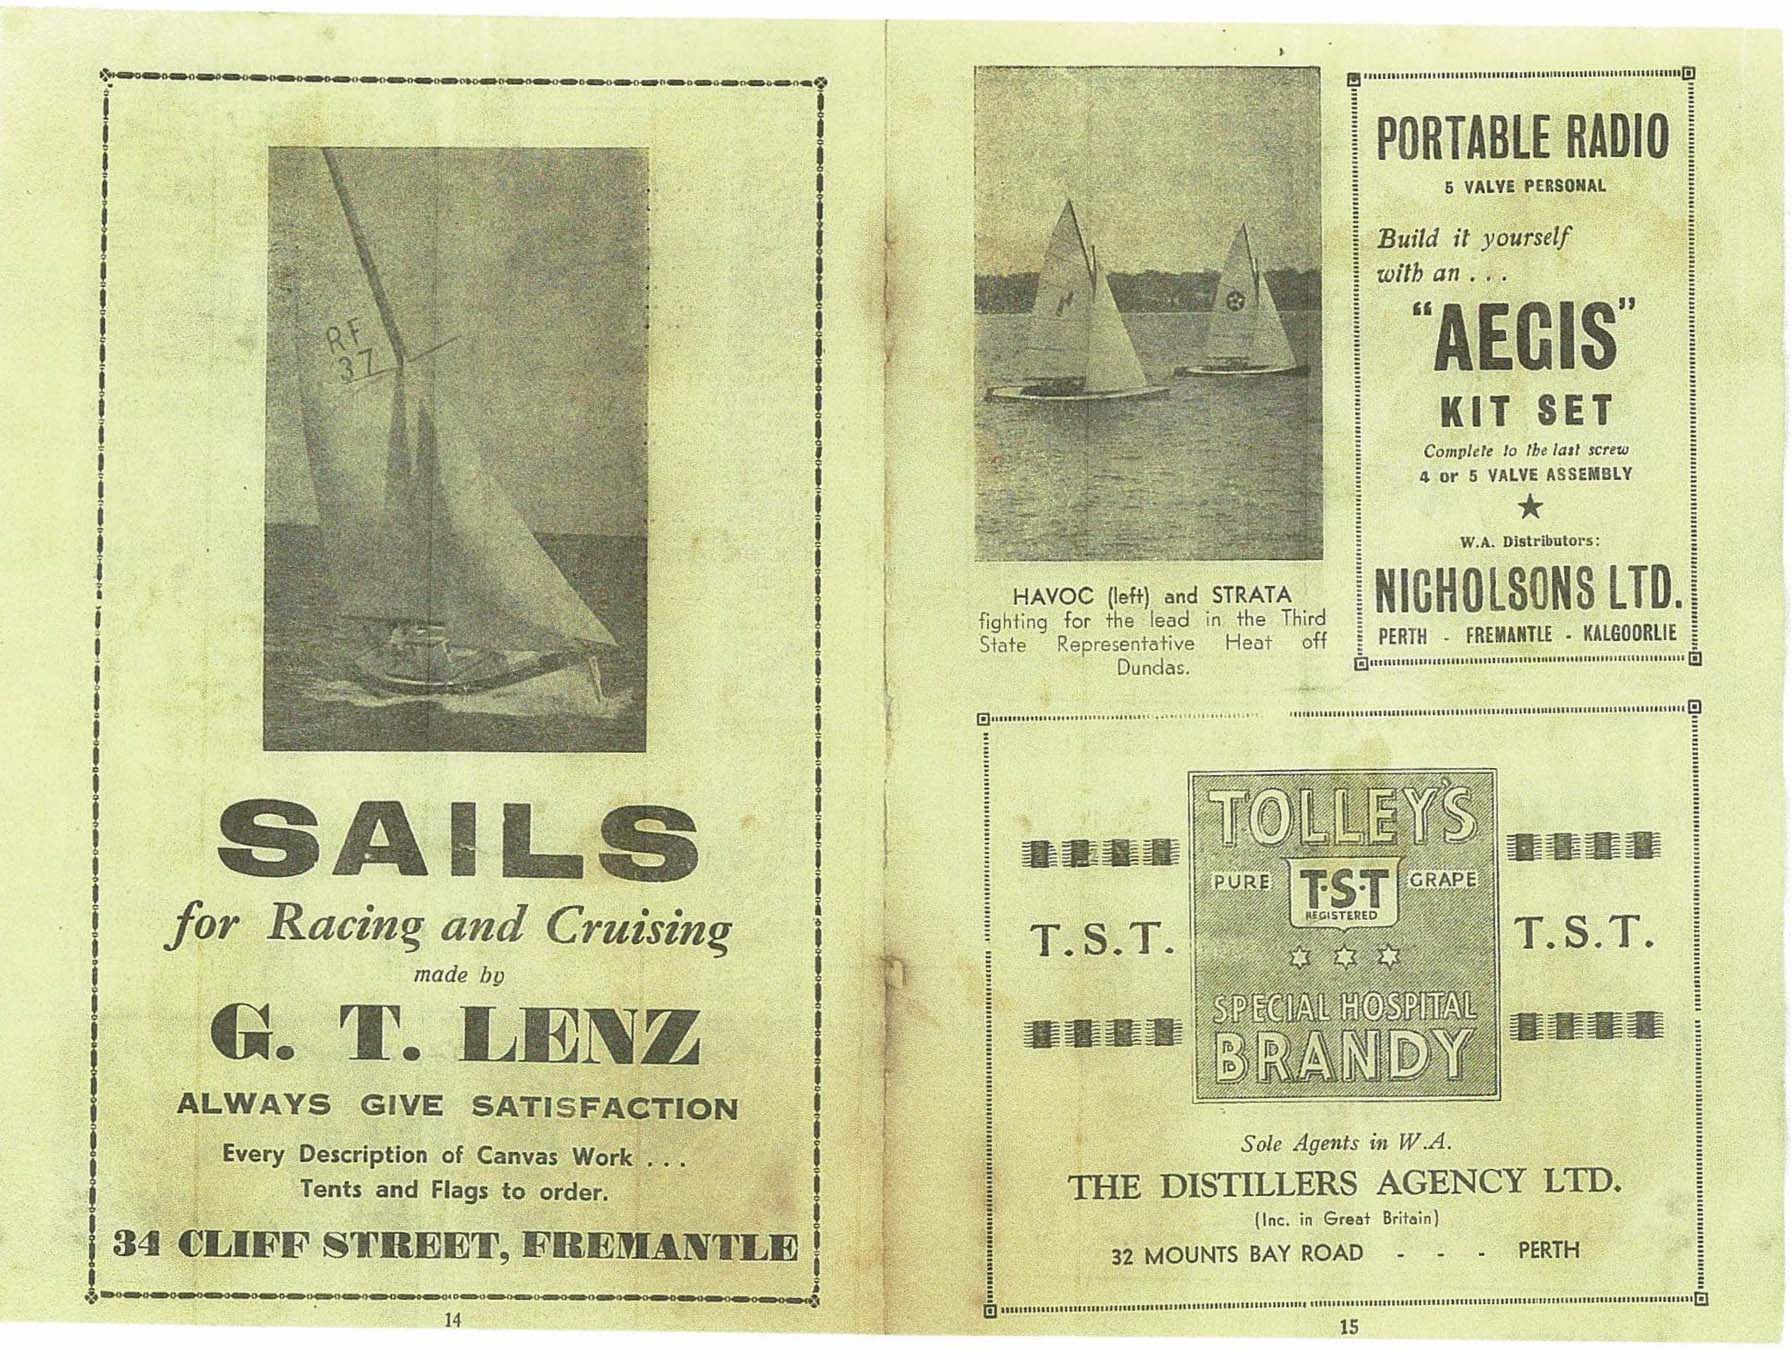 RF
37
SAILS
for Racing and Cruising
made by
G. T. LENZ
ALWAYS GIVE SATISFACTION
Every Description of Canvas Work . . .
Tents and Flags to order.
34 CLIFF STREET, FREMANTLE
14
HAVOC (left) and STRATA
fighting for the lead in the Third
State Representative Heat off
Dundas.
PORTABLE RADIO
5 VALVE PERSONAL
Build it yourself
with an . . .
"AEGIS"
KIT SET
Complete to the last screw
4 or 5 VALVE ASSEMBLY
W.A. Distributors:
NICHOLSONS LTD.
PERTH - FREMANTLE - KALGOORLIE
TOLLEY'S
PURE T·S·T GRAPE
REGISTERED
T.S.T. T.S.T.
SPECIAL HOSPITAL
BRANDY
Sole Agents in W.A.
THE DISTILLERS AGENCY LTD.
(Inc. in Great Britain)
32 MOUNTS BAY ROAD - - - PERTH
15